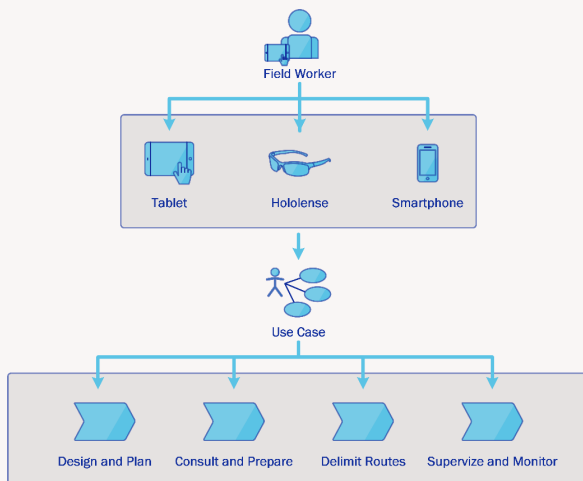 Field Worker
Tablet
Hololense
Smartphone
Use Case
Design and Plan
Consult and Prepare
Delimit Routes
Supervize and Monitor